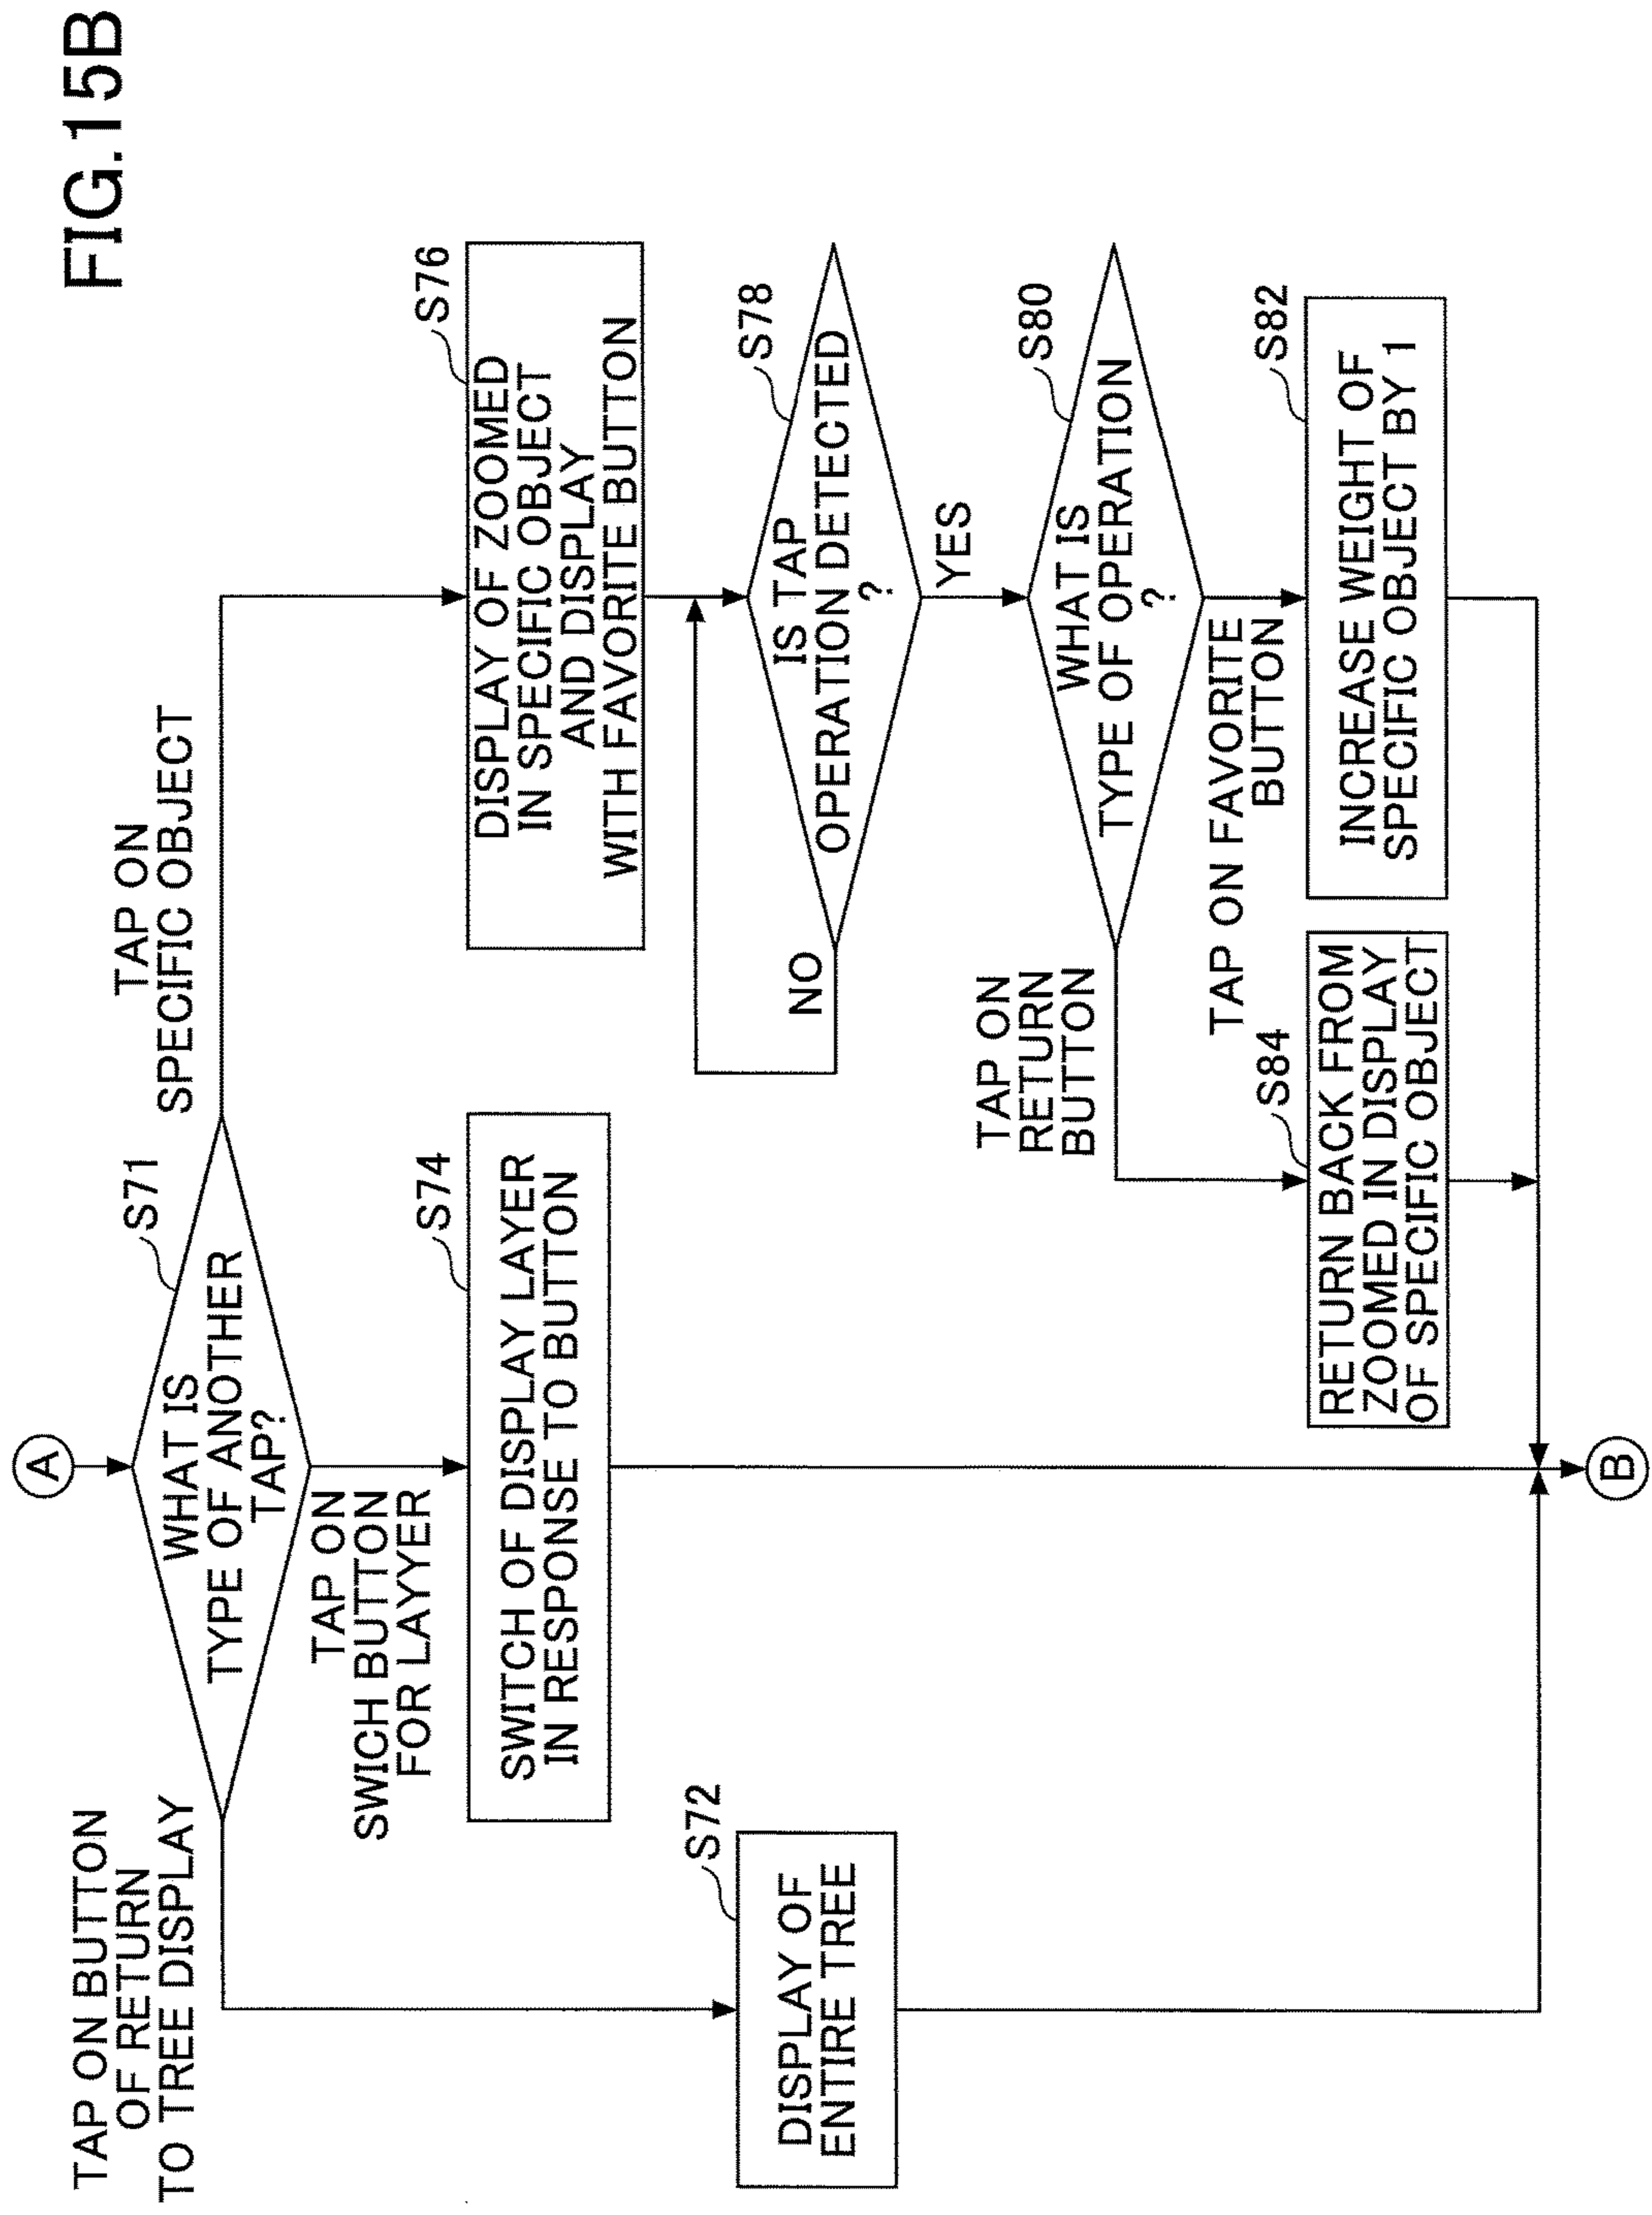 FIG.15B
A
S71
WHAT IS
TYPE OF ANOTHER
TAP?
TAP ON BUTTON
OF RETURN
TO TREE DISPLAY
TAP ON
SWICH BUTTON
FOR LAYYER
TAP ON
SPECIFIC OBJECT
S72
DISPLAY OF
ENTIRE TREE
S74
SWITCH OF DISPLAY LAYER
IN RESPONSE TO BUTTON
S76
DISPLAY OF ZOOMED
IN SPECIFIC OBJECT
AND DISPLAY
WITH FAVORITE BUTTON
S78
IS TAP
OPERATION DETECTED
?
NO
YES
S80
WHAT IS
TYPE OF OPERATION
?
TAP ON
RETURN
BUTTON
TAP ON FAVORITE
BUTTON
S84
RETURN BACK FROM
ZOOMED IN DISPLAY
OF SPECIFIC OBJECT
S82
INCREASE WEIGHT OF
SPECIFIC OBJECT BY 1
B